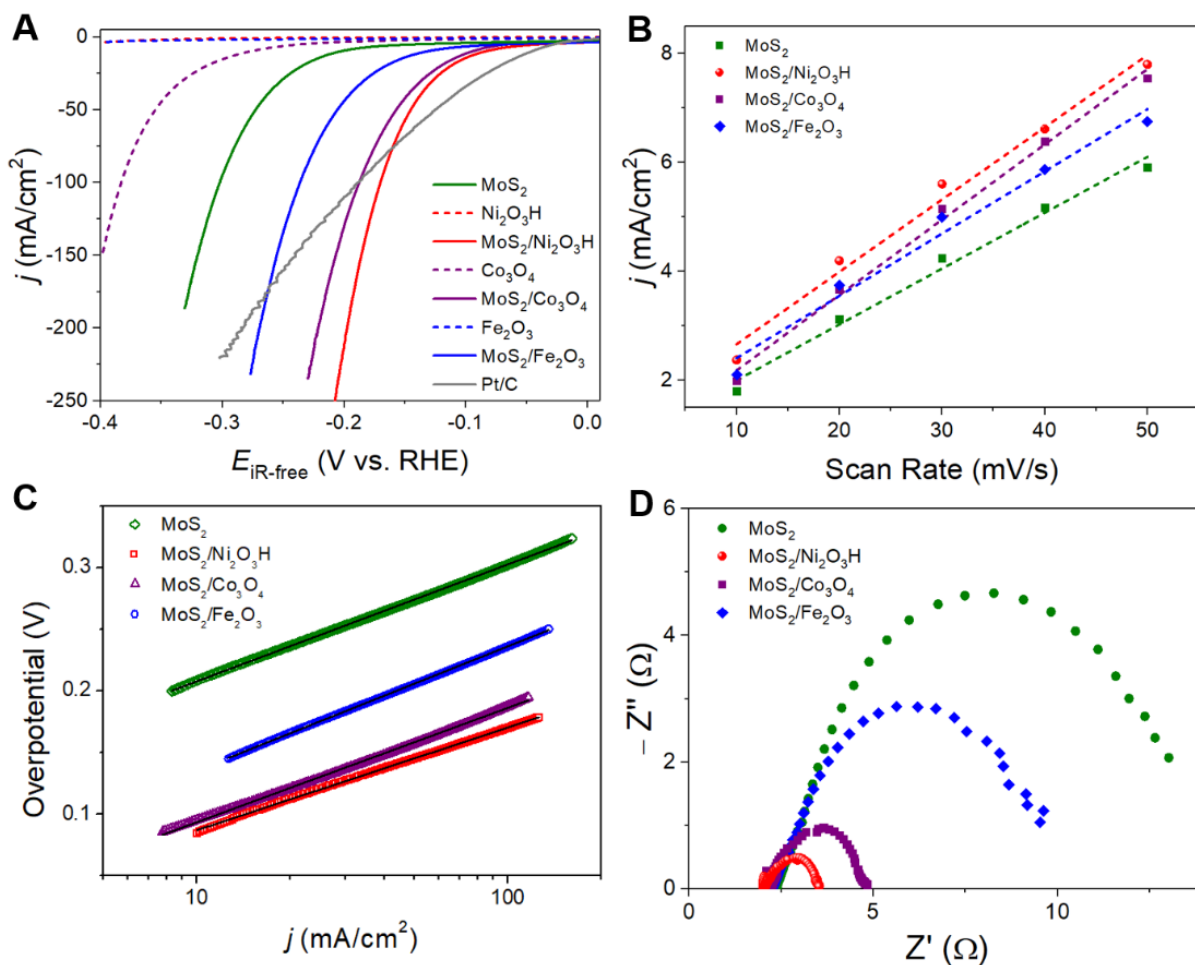 A
0
-50
-100
-150
-200
-250
j (mA/cm²)
MoS₂
Ni₂O₃H
MoS₂/Ni₂O₃H
Co₃O₄
MoS₂/Co₃O₄
Fe₂O₃
MoS₂/Fe₂O₃
Pt/C
-0.4 -0.3 -0.2 -0.1 0.0
E_iR-free (V vs. RHE)
B
8
6
4
2
j (mA/cm²)
MoS₂
MoS₂/Ni₂O₃H
MoS₂/Co₃O₄
MoS₂/Fe₂O₃
10 20 30 40 50
Scan Rate (mV/s)
C
0.3
0.2
0.1
Overpotential (V)
MoS₂
MoS₂/Ni₂O₃H
MoS₂/Co₃O₄
MoS₂/Fe₂O₃
10 100
j (mA/cm²)
D
6
4
2
0
– Z" (Ω)
MoS₂
MoS₂/Ni₂O₃H
MoS₂/Co₃O₄
MoS₂/Fe₂O₃
0 5 10
Z' (Ω)